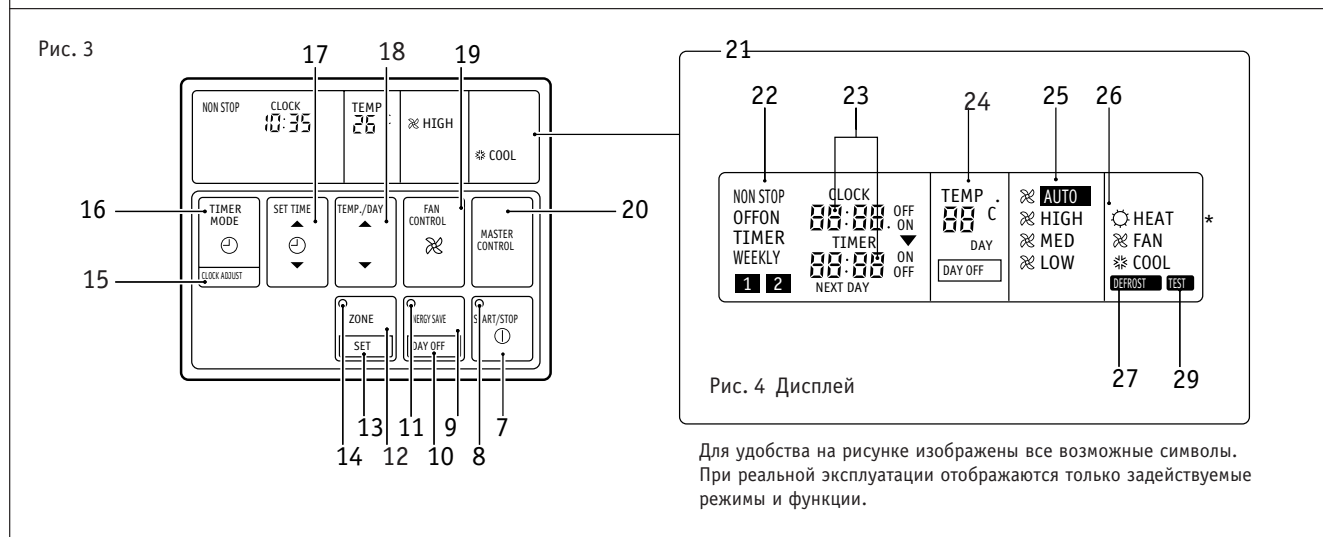 Рис. 3
17 18 19
NON STOP CLOCK 10:35 TEMP 26 HIGH
COOL
16 TIMER MODE SET TIME TEMP./DAY FAN CONTROL MASTER CONTROL 20
15 CLOCK ADJUST
ZONE NERGY SAVE START/STOP
SET DAY OFF
13 11 9 7
14 12 10 8
21
22 23 24 25 26
NON STOP CLOCK TEMP . AUTO
OFFON 88:88. OFF ON 88 C HIGH HEAT *
TIMER TIMER DAY MED FAN
WEEKLY 88:88 ON OFF DAY OFF LOW COOL
1 2 NEXT DAY DEFROST TEST
27 29
Рис. 4 Дисплей
Для удобства на рисунке изображены все возможные символы.
При реальной эксплуатации отображаются только задействуемые
режимы и функции.